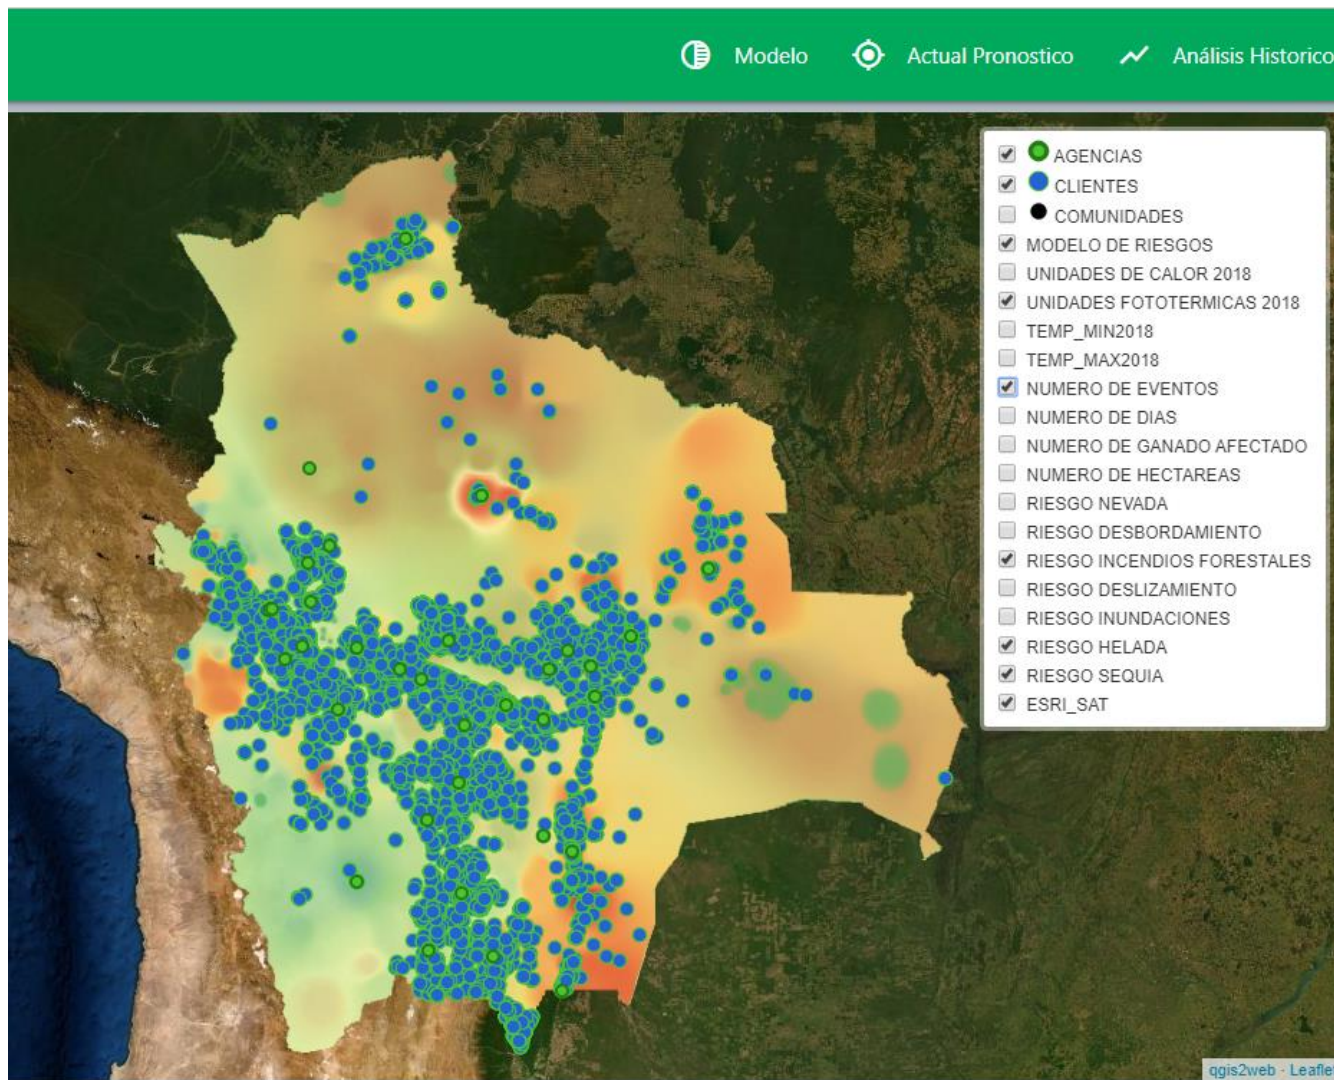 Modelo Actual Pronostico Análisis Historico
AGENCIAS
CLIENTES
COMUNIDADES
MODELO DE RIESGOS
UNIDADES DE CALOR 2018
UNIDADES FOTOTERMICAS 2018
TEMP_MIN2018
TEMP_MAX2018
NUMERO DE EVENTOS
NUMERO DE DIAS
NUMERO DE GANADO AFECTADO
NUMERO DE HECTAREAS
RIESGO NEVADA
RIESGO DESBORDAMIENTO
RIESGO INCENDIOS FORESTALES
RIESGO DESLIZAMIENTO
RIESGO INUNDACIONES
RIESGO HELADA
RIESGO SEQUIA
ESRI_SAT
qgis2web · Leafle